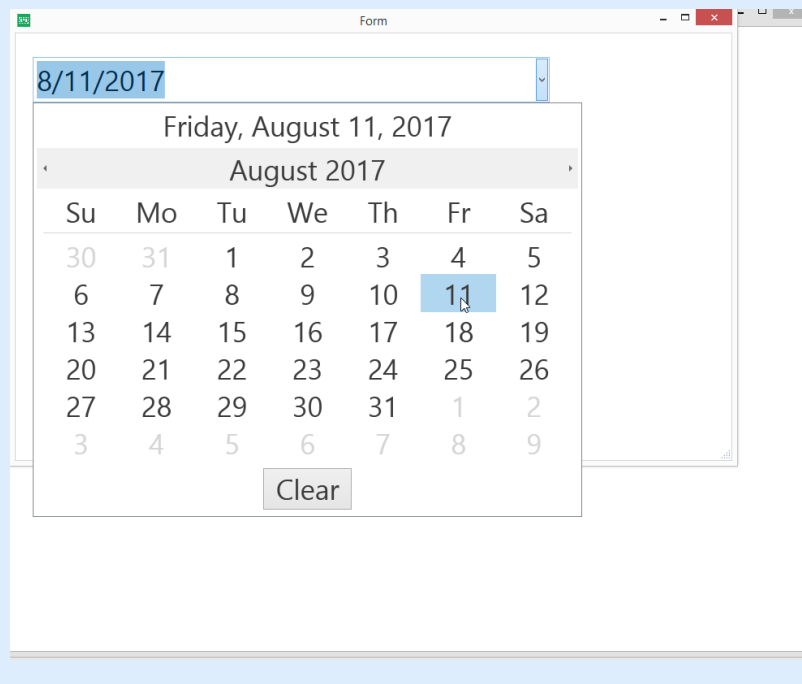 Form
8/11/2017
Friday, August 11, 2017
August 2017
Su Mo Tu We Th Fr Sa
30 31 1 2 3 4 5
6 7 8 9 10 11 12
13 14 15 16 17 18 19
20 21 22 23 24 25 26
27 28 29 30 31 1 2
3 4 5 6 7 8 9
Clear